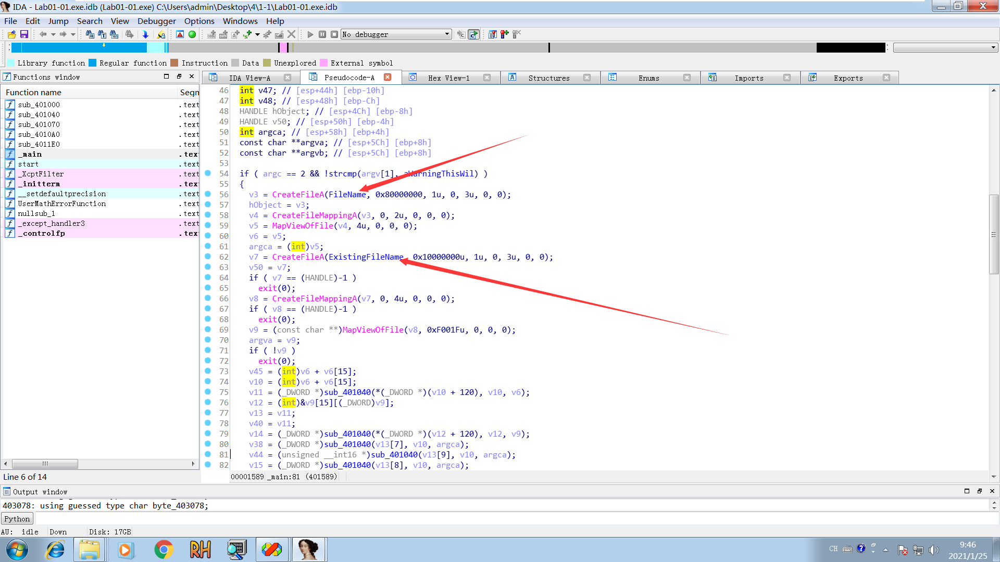 IDA - Lab01-01.exe.idb (Lab01-01.exe) C:\Users\admin\Desktop\4\1-1\Lab01-01.exe.idb
File Edit Jump Search View Debugger Options Windows Help
No debugger
Library function Regular function Instruction Data Unexplored External symbol
Functions window
IDA View-A Pseudocode-A Hex View-1 Structures Enums Imports Exports
Function name Segm
sub_401000 .text
sub_401040 .text
sub_401070 .text
sub_4010A0 .text
sub_4011E0 .text
_main .tex
start .text
_XcptFilter .text
_initterm .tex
__setdefaultprecision .text
UserMathErrorFunction .text
nullsub_1 .text
_except_handler3 .text
_controlfp .tex
Line 6 of 14
46 int v47; // [esp+44h] [ebp-10h]
47 int v48; // [esp+48h] [ebp-Ch]
48 HANDLE hObject; // [esp+4Ch] [ebp-8h]
49 HANDLE v50; // [esp+50h] [ebp-4h]
50 int argca; // [esp+58h] [ebp+4h]
51 const char **argva; // [esp+5Ch] [ebp+8h]
52 const char **argvb; // [esp+5Ch] [ebp+8h]
53
54 if ( argc == 2 && !strcmp(argv[1], aWarningThisWil) )
55 {
56 v3 = CreateFileA(FileName, 0x80000000, 1u, 0, 3u, 0, 0);
57 hObject = v3;
58 v4 = CreateFileMappingA(v3, 0, 2u, 0, 0, 0);
59 v5 = MapViewOfFile(v4, 4u, 0, 0, 0);
60 v6 = v5;
61 argca = (int)v5;
62 v7 = CreateFileA(ExistingFileName, 0x10000000u, 1u, 0, 3u, 0, 0);
63 v50 = v7;
64 if ( v7 == (HANDLE)-1 )
65 exit(0);
66 v8 = CreateFileMappingA(v7, 0, 4u, 0, 0, 0);
67 if ( v8 == (HANDLE)-1 )
68 exit(0);
69 v9 = (const char **)MapViewOfFile(v8, 0xF001Fu, 0, 0, 0);
70 argva = v9;
71 if ( !v9 )
72 exit(0);
73 v45 = (int)v6 + v6[15];
74 v10 = (int)v6 + v6[15];
75 v11 = (_DWORD *)sub_401040(*(_DWORD *)(v10 + 120), v10, v6);
76 v12 = (int)&v9[15][(_DWORD)v9];
77 v13 = v11;
78 v40 = v11;
79 v14 = (_DWORD *)sub_401040(*(_DWORD *)(v12 + 120), v12, v9);
80 v38 = (_DWORD *)sub_401040(v13[7], v10, argca);
81 v44 = (unsigned __int16 *)sub_401040(v13[9], v10, argca);
82 v15 = (_DWORD *)sub_401040(v13[8], v10, argca);
00001589 _main:81 (401589)
Output window
403078: using guessed type char byte_403078;
Python
AU: idle Down Disk: 17GB
RH
CH
9:46
2021/1/25